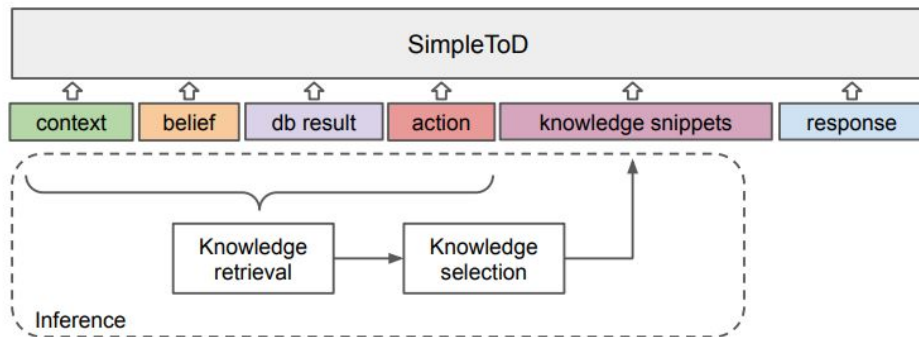 SimpleToD
context belief db result action knowledge snippets response
Knowledge
retrieval
Knowledge
selection
Inference